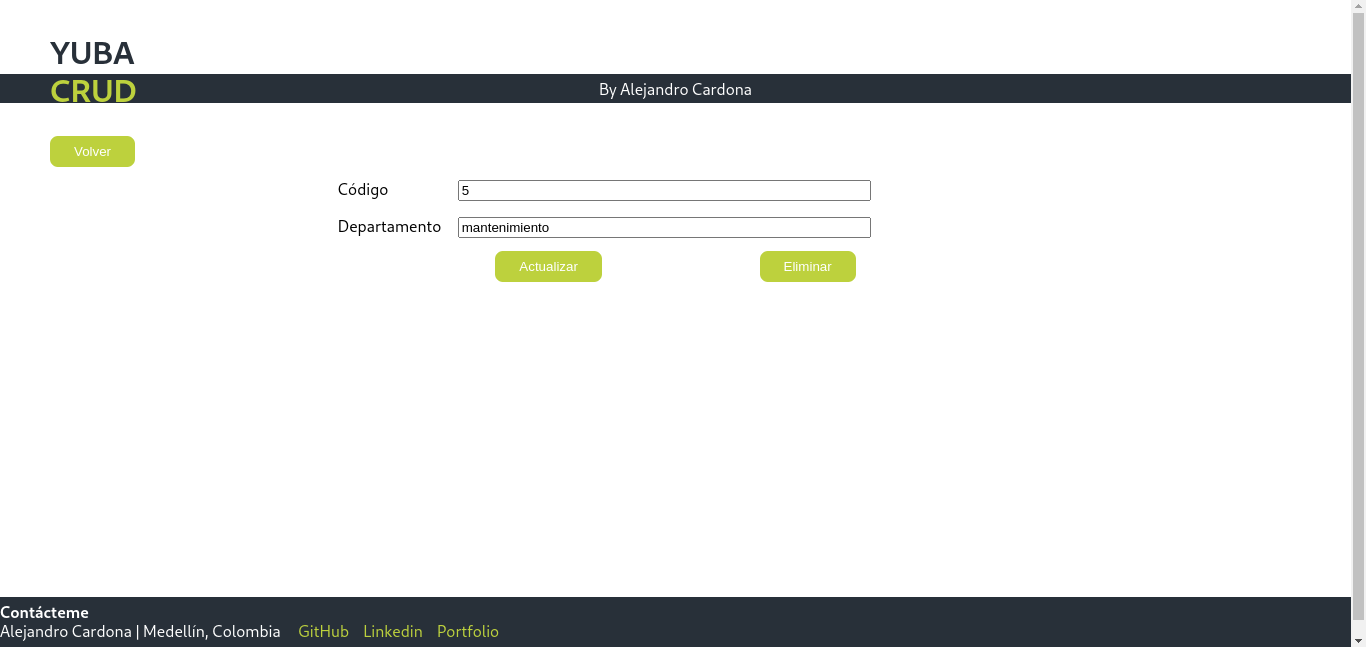 YUBA
CRUD
By Alejandro Cardona
Volver
Código 5
Departamento mantenimiento
Actualizar Eliminar
Contácteme
Alejandro Cardona | Medellín, Colombia GitHub Linkedin Portfolio